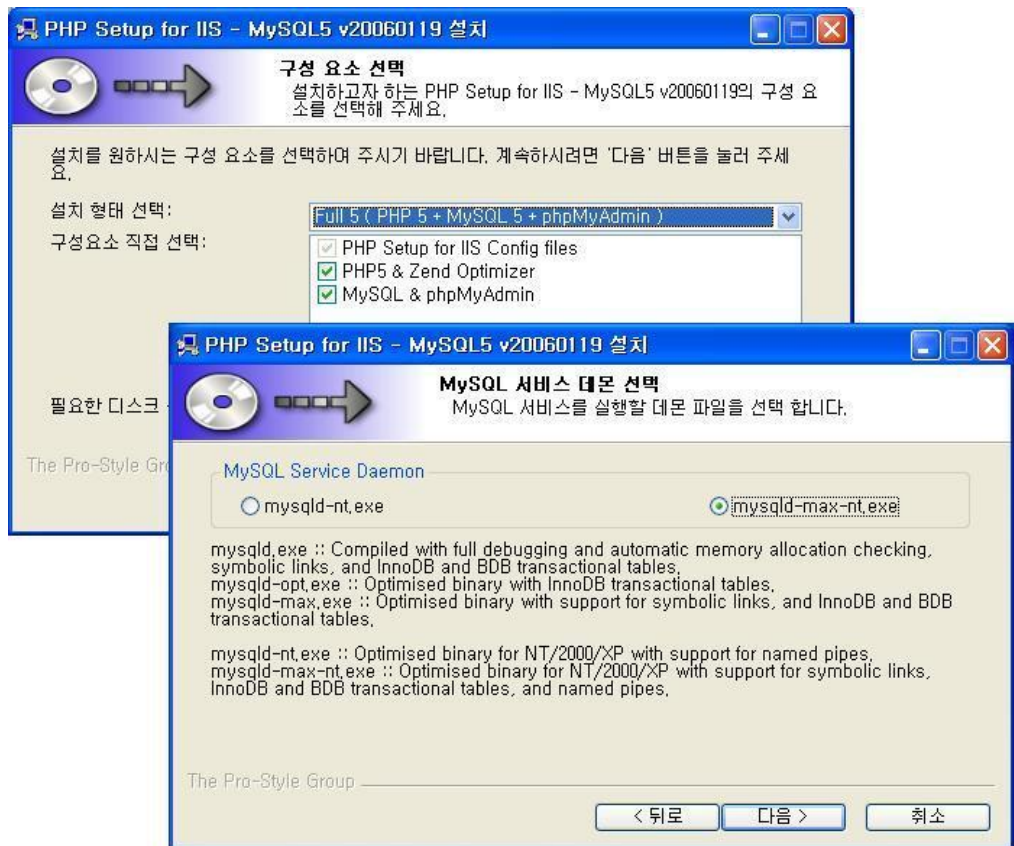 PHP Setup for IIS - MySQL5 v20060119 설치
구성 요소 선택
설치하고자 하는 PHP Setup for IIS - MySQL5 v20060119의 구성 요
소를 선택해 주세요.
설치를 원하시는 구성 요소를 선택하여 주시기 바랍니다. 계속하시려면 '다음' 버튼을 눌러 주세
요.
설치 형태 선택:
Full 5 ( PHP 5 + MySQL 5 + phpMyAdmin )
구성요소 직접 선택:
PHP Setup for IIS Config files
PHP5 & Zend Optimizer
MySQL & phpMyAdmin
필요한 디스크
The Pro-Style Gro
PHP Setup for IIS - MySQL5 v20060119 설치
MySQL 서비스 데몬 선택
MySQL 서비스를 실행할 데몬 파일을 선택 합니다.
MySQL Service Daemon
mysqld-nt.exe
mysqld-max-nt.exe
mysqld.exe :: Compiled with full debugging and automatic memory allocation checking,
symbolic links, and InnoDB and BDB transactional tables.
mysqld-opt.exe :: Optimised binary with InnoDB transactional tables.
mysqld-max.exe :: Optimised binary with support for symbolic links, and InnoDB and BDB
transactional tables.
mysqld-nt.exe :: Optimised binary for NT/2000/XP with support for named pipes.
mysqld-max-nt.exe :: Optimised binary for NT/2000/XP with support for symbolic links,
InnoDB and BDB transactional tables, and named pipes.
The Pro-Style Group
< 뒤로
다음 >
취소